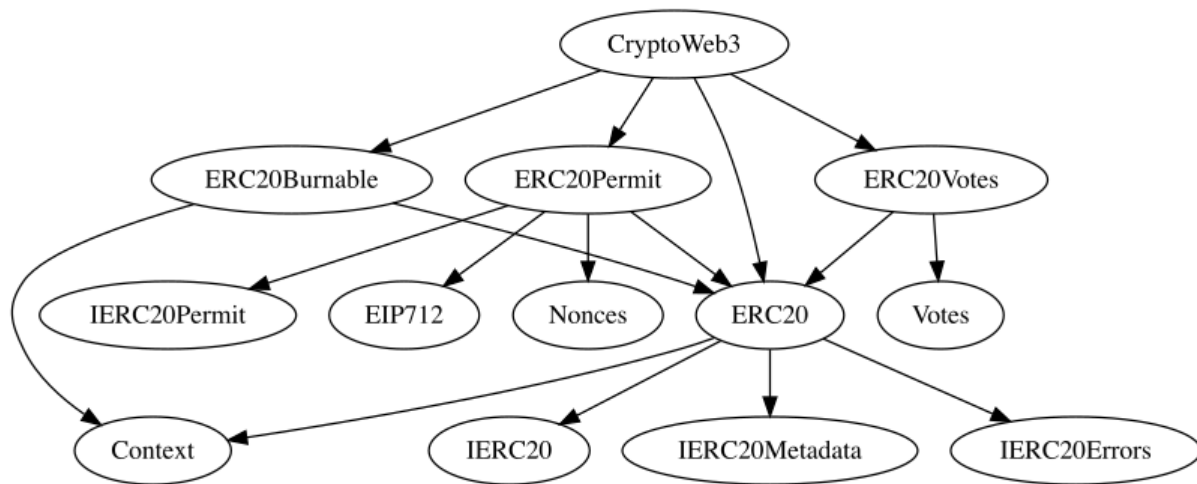 CryptoWeb3
ERC20Burnable
ERC20Permit
ERC20Votes
IERC20Permit
EIP712
Nonces
ERC20
Votes
Context
IERC20
IERC20Metadata
IERC20Errors